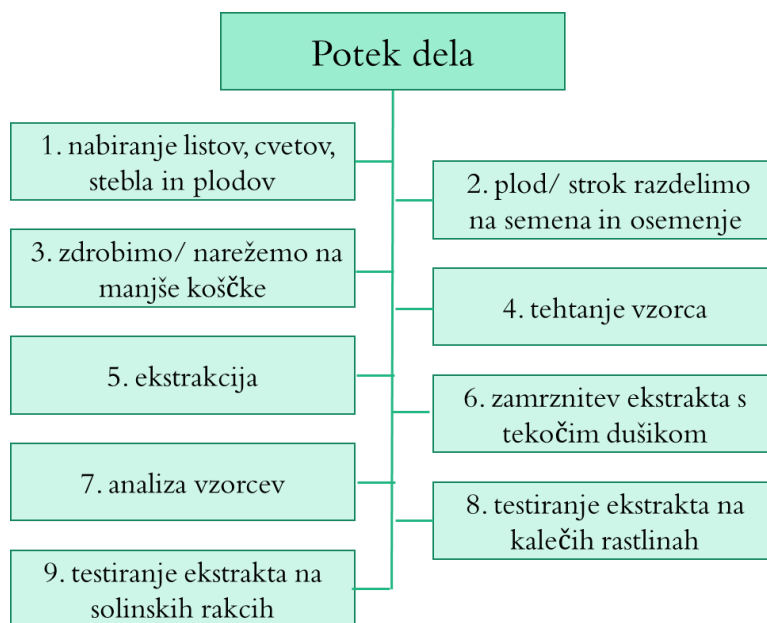 Potek dela
1. nabiranje listov, cvetov,
stebla in plodov
2. plod/ strok razdelimo
na semena in osemenje
3. zdrobimo/ narežemo na
manjše koščke
4. tehtanje vzorca
5. ekstrakcija
6. zamrznitev ekstrakta s
tekočim dušikom
7. analiza vzorcev
8. testiranje ekstrakta na
kalečih rastlinah
9. testiranje ekstrakta na
solinskih rakcih